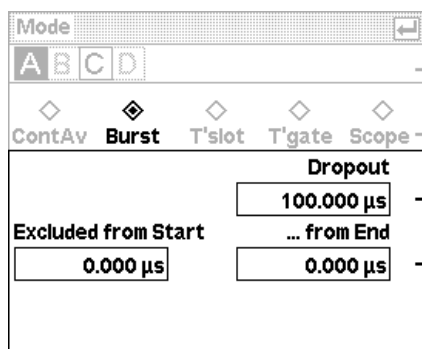 Mode
A B C D
ContAv Burst T'slot T'gate Scope
Dropout
100.000 µs
Excluded from Start ... from End
0.000 µs 0.000 µs